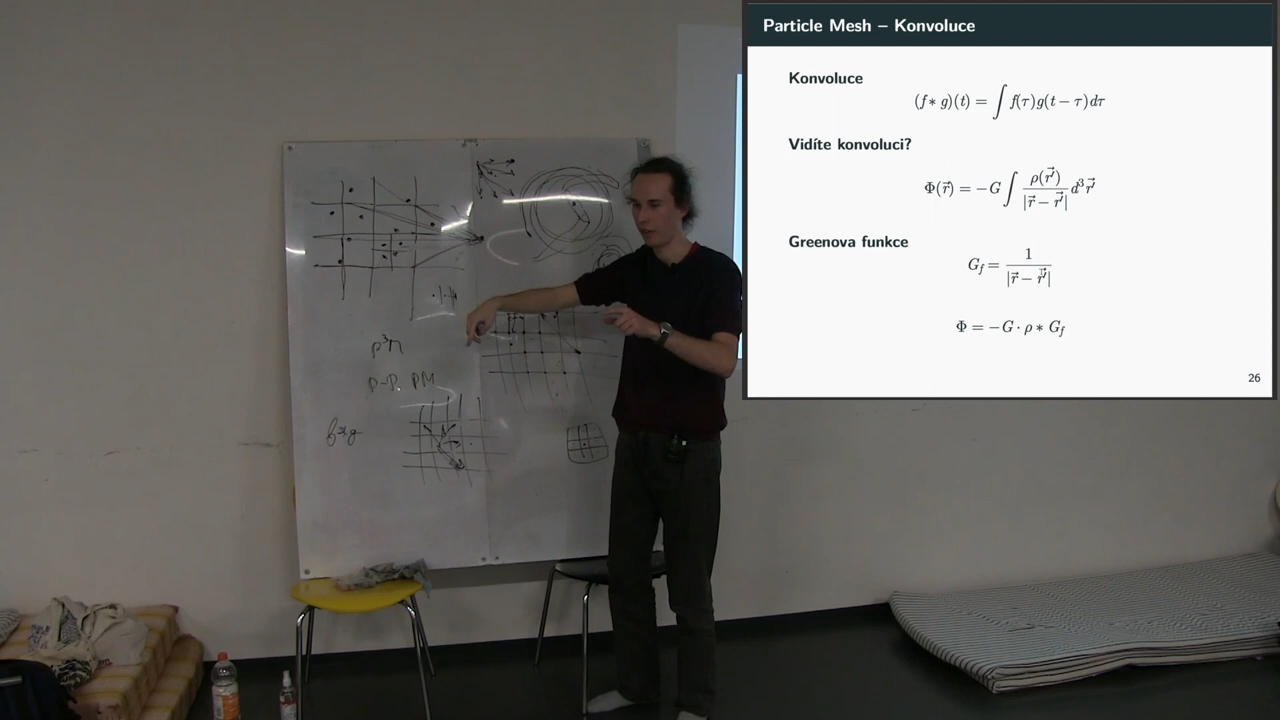 Particle Mesh – Konvoluce
Konvoluce
(f ∗ g)(t) = ∫ f(τ)g(t − τ)dτ
Vidíte konvoluci?
Φ(r⃗) = −G ∫ ρ(r⃗′) / |r⃗ − r⃗′| d³r⃗′
Greenova funkce
G_f = 1 / |r⃗ − r⃗′|
Φ = −G · ρ ∗ G_f
26
P³M
P-P. PM
f*g